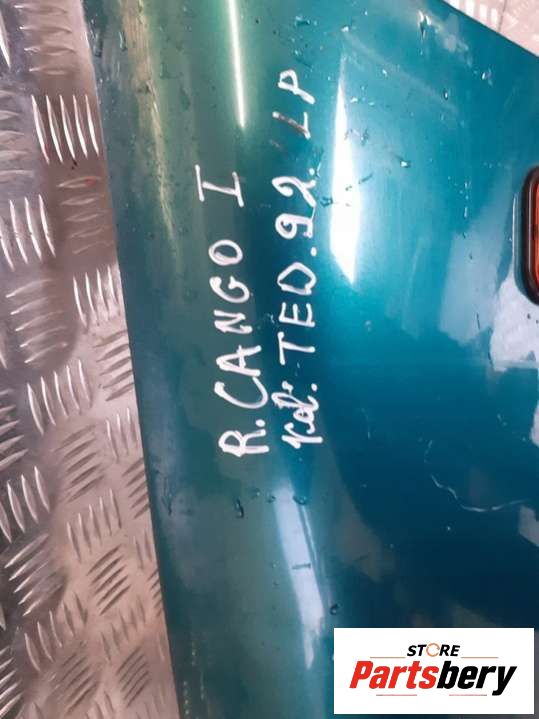 R. CANGO I
Kol: TED.92. LP
STORE
Partsbery